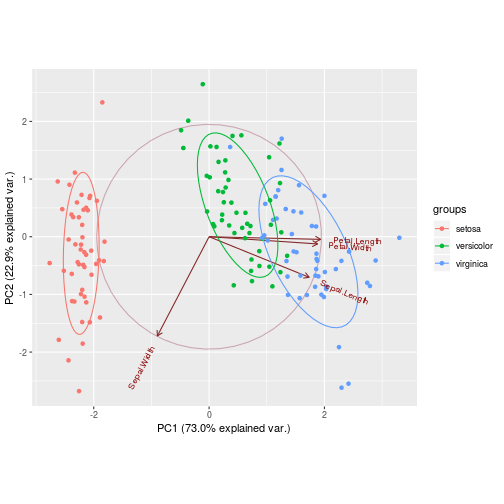 2
1
0
-1
-2
-2
0
2
PC1 (73.0% explained var.)
PC2 (22.9% explained var.)
Petal.Length
Petal.Width
Sepal.Length
Sepal.Width
groups
setosa
versicolor
virginica